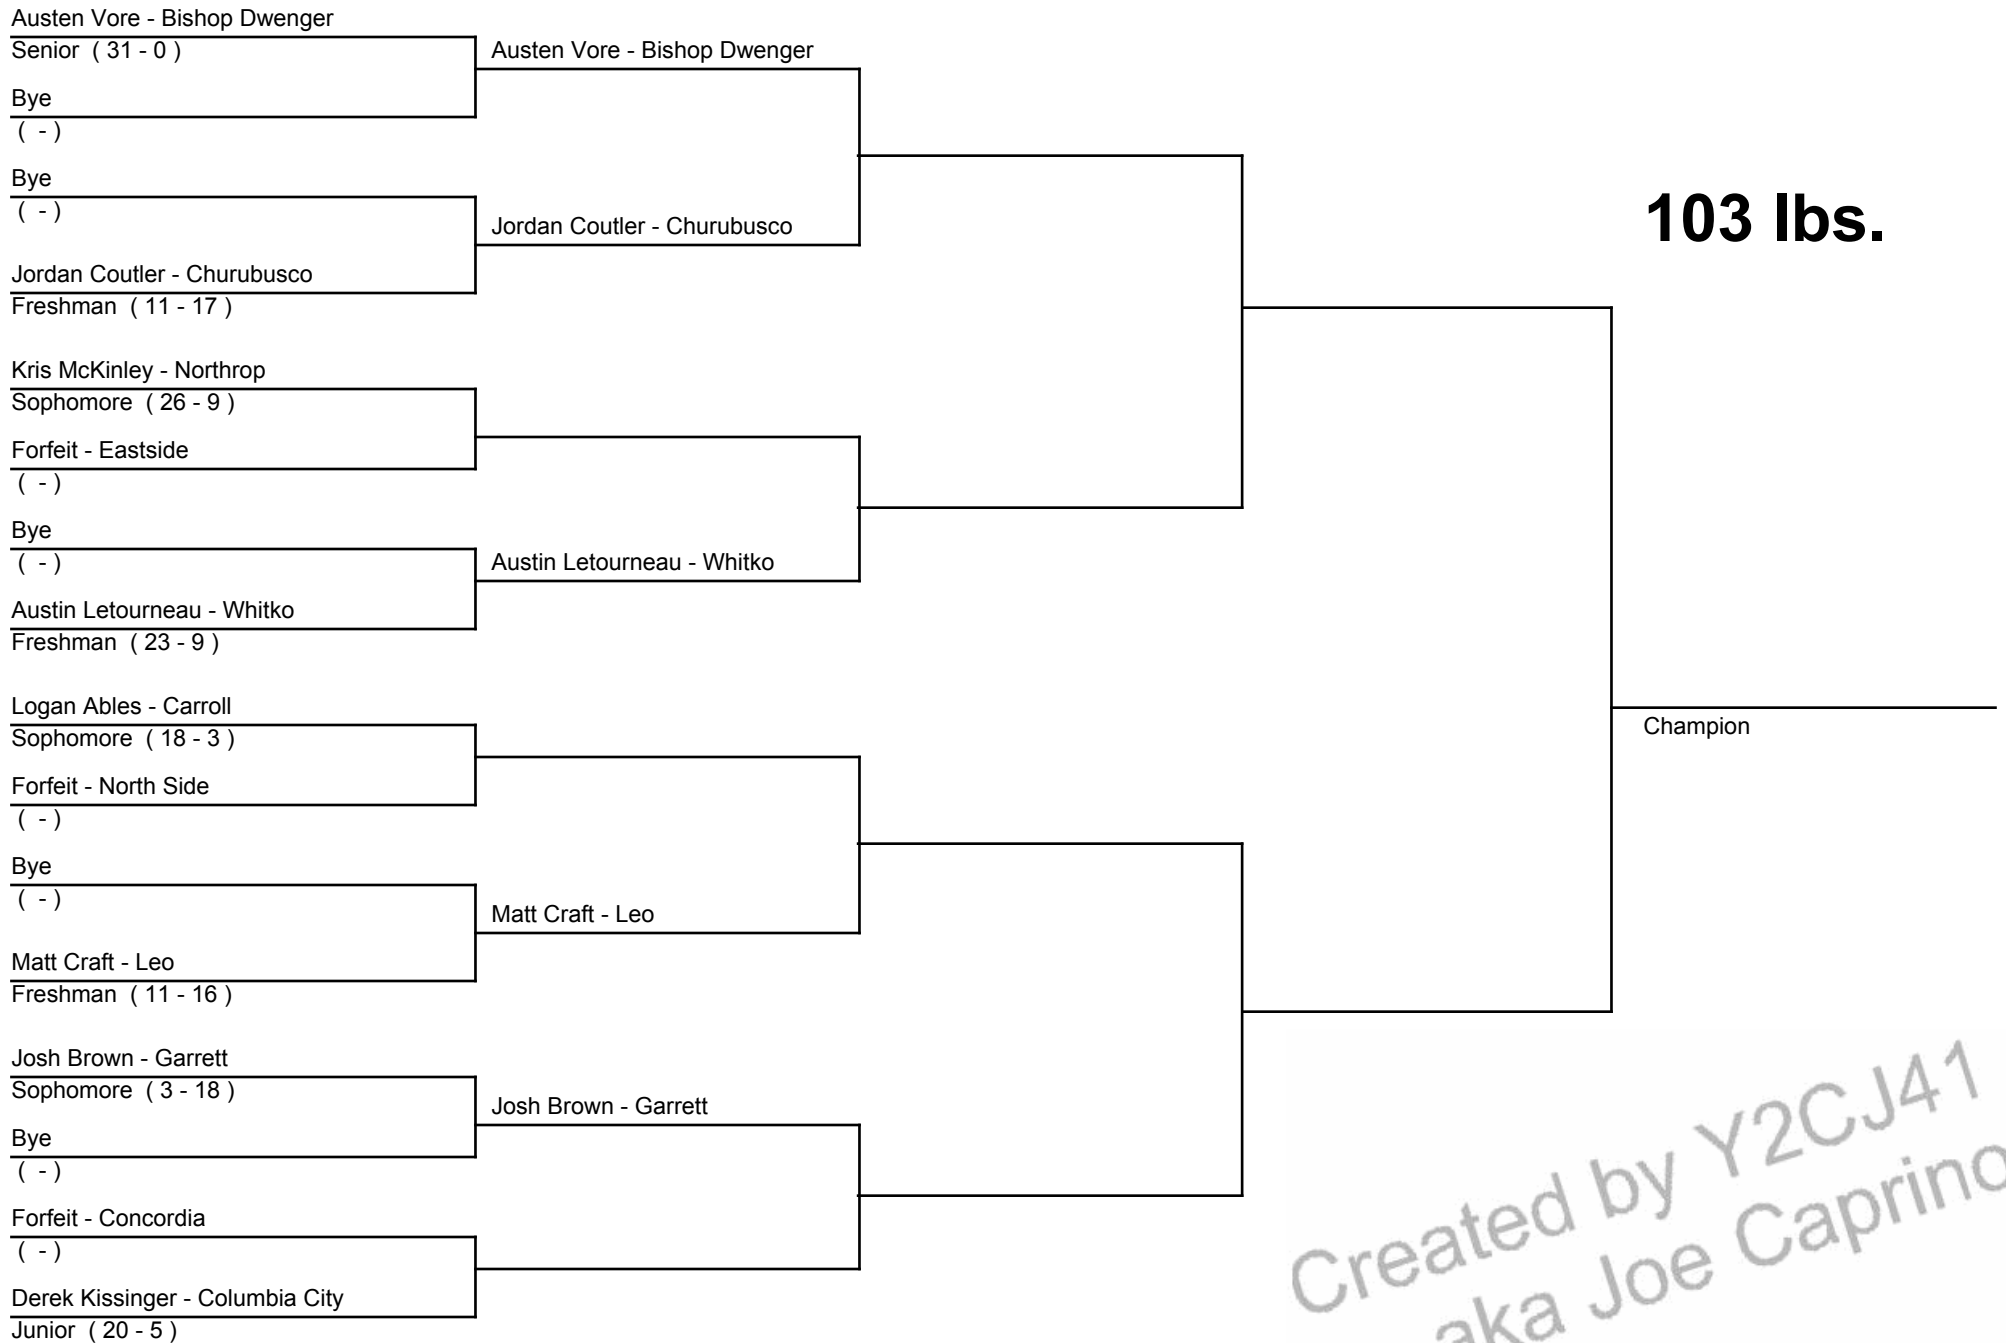 Austen Vore - Bishop Dwenger
Senior ( 31 - 0 )
Austen Vore - Bishop Dwenger
Bye
( - )
Bye
( - )
Jordan Coutler - Churubusco
Jordan Coutler - Churubusco
Freshman ( 11 - 17 )
103 lbs.
Kris McKinley - Northrop
Sophomore ( 26 - 9 )
Forfeit - Eastside
( - )
Bye
( - )
Austin Letourneau - Whitko
Austin Letourneau - Whitko
Freshman ( 23 - 9 )
Logan Ables - Carroll
Sophomore ( 18 - 3 )
Champion
Forfeit - North Side
( - )
Bye
( - )
Matt Craft - Leo
Matt Craft - Leo
Freshman ( 11 - 16 )
Josh Brown - Garrett
Sophomore ( 3 - 18 )
Josh Brown - Garrett
Bye
( - )
Forfeit - Concordia
( - )
Derek Kissinger - Columbia City
Junior ( 20 - 5 )
Created by Y2CJ41
aka Joe Caprino